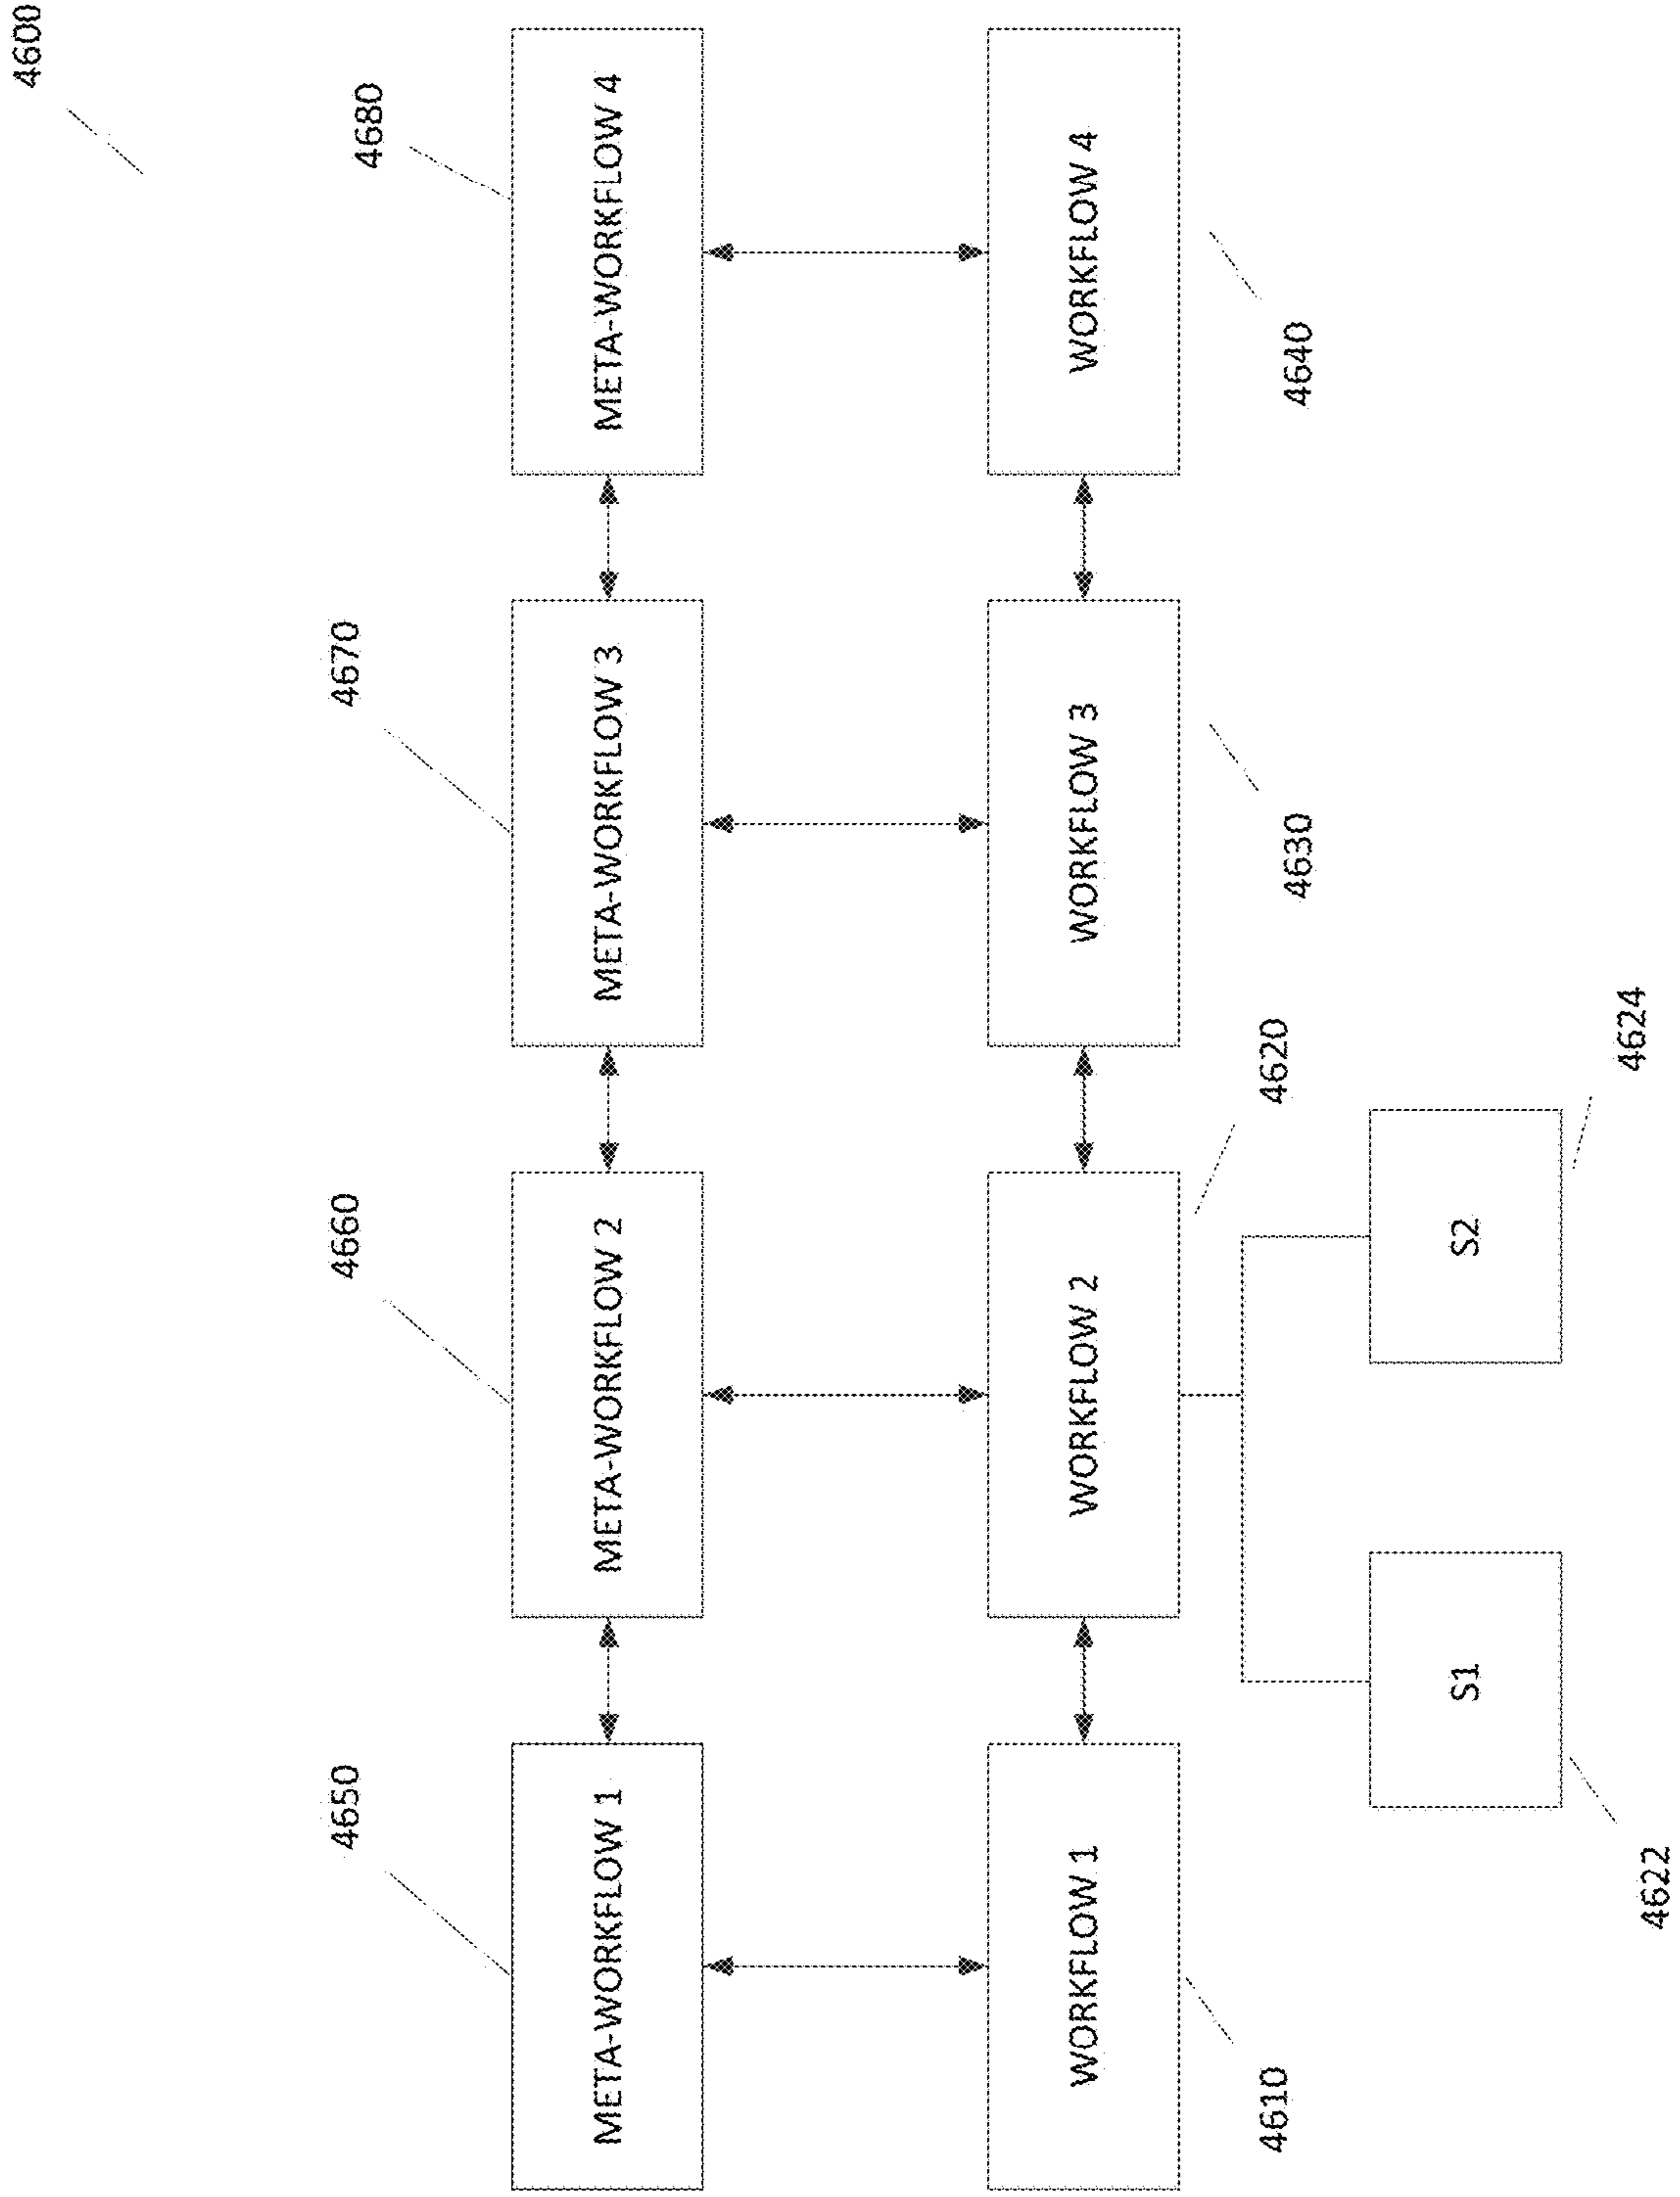 4600
4650
4660
4670
4680
META-WORKFLOW 1
META-WORKFLOW 2
META-WORKFLOW 3
META-WORKFLOW 4
WORKFLOW 1
WORKFLOW 2
WORKFLOW 3
WORKFLOW 4
4610
4620
4630
4640
S1
S2
4622
4624